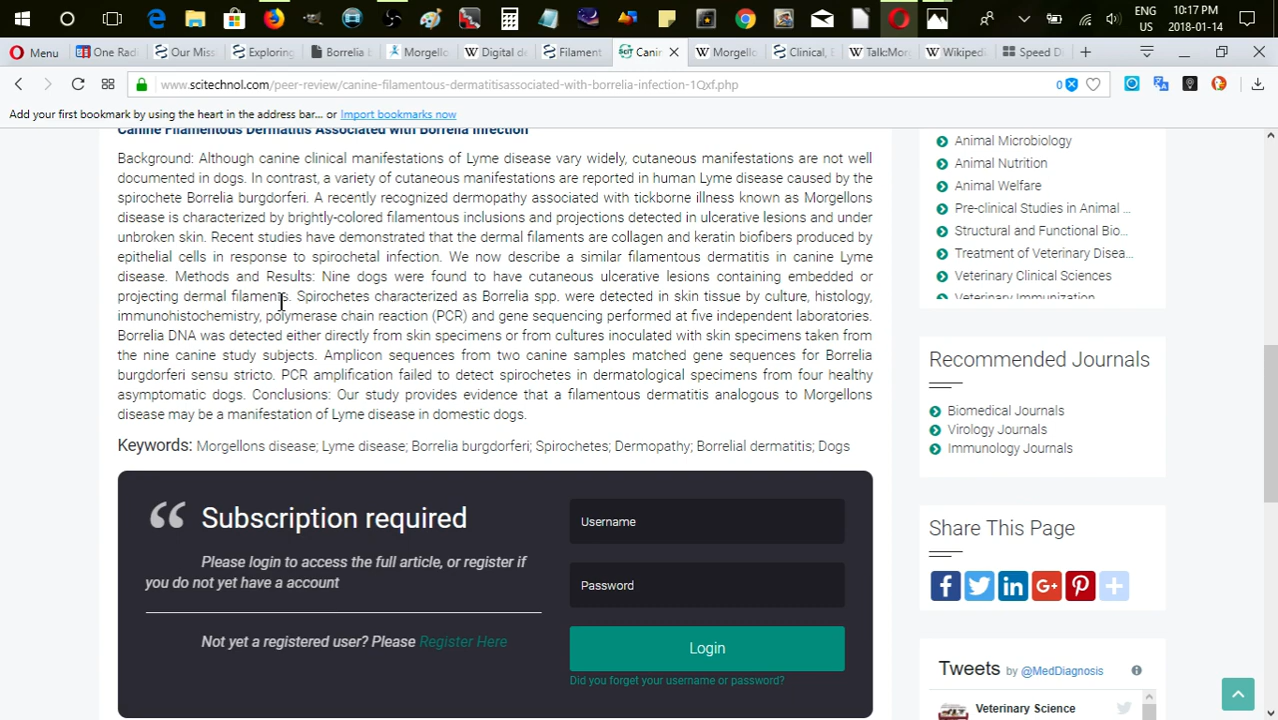 ENG
US
10:17 PM
2018-01-14
Menu
One Rad
Our Miss
Exploring
Borrelia b
Morgello
Digital de
Filament
Canin
Morgello
Clinical,
TalkMor
Wikiped
Speed D
www.scitechnol.com/peer-review/canine-filamentous-dermatitisassociated-with-borrelia-infection-1Qxf.php
0
Add your first bookmark by using the heart in the address bar... or Import bookmarks now
Canine Filamentous Dermatitis Associated with Borrelia Infection
Background: Although canine clinical manifestations of Lyme disease vary widely, cutaneous manifestations are not well
documented in dogs. In contrast, a variety of cutaneous manifestations are reported in human Lyme disease caused by the
spirochete Borrelia burgdorferi. A recently recognized dermopathy associated with tickborne illness known as Morgellons
disease is characterized by brightly-colored filamentous inclusions and projections detected in ulcerative lesions and under
unbroken skin. Recent studies have demonstrated that the dermal filaments are collagen and keratin biofibers produced by
epithelial cells in response to spirochetal infection. We now describe a similar filamentous dermatitis in canine Lyme
disease. Methods and Results: Nine dogs were found to have cutaneous ulcerative lesions containing embedded or
projecting dermal filaments. Spirochetes characterized as Borrelia spp. were detected in skin tissue by culture, histology,
immunohistochemistry, polymerase chain reaction (PCR) and gene sequencing performed at five independent laboratories.
Borrelia DNA was detected either directly from skin specimens or from cultures inoculated with skin specimens taken from
the nine canine study subjects. Amplicon sequences from two canine samples matched gene sequences for Borrelia
burgdorferi sensu stricto. PCR amplification failed to detect spirochetes in dermatological specimens from four healthy
asymptomatic dogs. Conclusions: Our study provides evidence that a filamentous dermatitis analogous to Morgellons
disease may be a manifestation of Lyme disease in domestic dogs.
Keywords: Morgellons disease; Lyme disease; Borrelia burgdorferi; Spirochetes; Dermopathy; Borrelial dermatitis; Dogs
Subscription required
Please login to access the full article, or register if
you do not yet have a account
Not yet a registered user? Please Register Here
Username
Password
Login
Did you forget your username or password?
Animal Microbiology
Animal Nutrition
Animal Welfare
Pre-clinical Studies in Animal ...
Structural and Functional Bio...
Treatment of Veterinary Disea...
Veterinary Clinical Sciences
Veterinary Immunization
Recommended Journals
Biomedical Journals
Virology Journals
Immunology Journals
Share This Page
Tweets by @MedDiagnosis
Veterinary Science